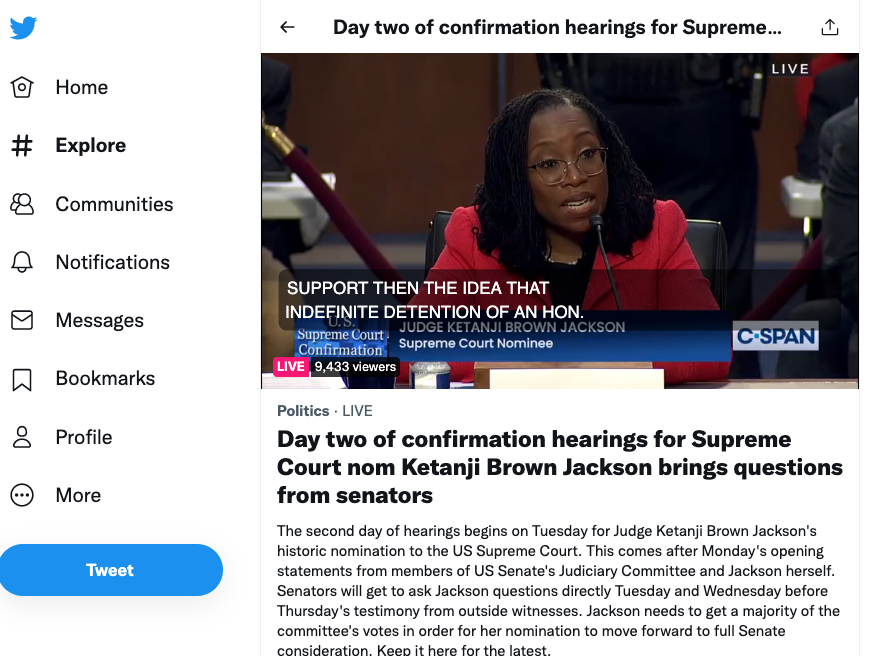 Day two of confirmation hearings for Supreme...
Home
Explore
Communities
Notifications
Messages
Bookmarks
Profile
More
Tweet
LIVE
SUPPORT THEN THE IDEA THAT
INDEFINITE DETENTION OF AN HON.
U.S.
Supreme Court
Confirmation
JUDGE KETANJI BROWN JACKSON
Supreme Court Nominee
C-SPAN
LIVE 9,433 viewers
Politics · LIVE
Day two of confirmation hearings for Supreme
Court nom Ketanji Brown Jackson brings questions
from senators
The second day of hearings begins on Tuesday for Judge Ketanji Brown Jackson's
historic nomination to the US Supreme Court. This comes after Monday's opening
statements from members of US Senate's Judiciary Committee and Jackson herself.
Senators will get to ask Jackson questions directly Tuesday and Wednesday before
Thursday's testimony from outside witnesses. Jackson needs to get a majority of the
committee's votes in order for her nomination to move forward to full Senate
consideration. Keep it here for the latest.